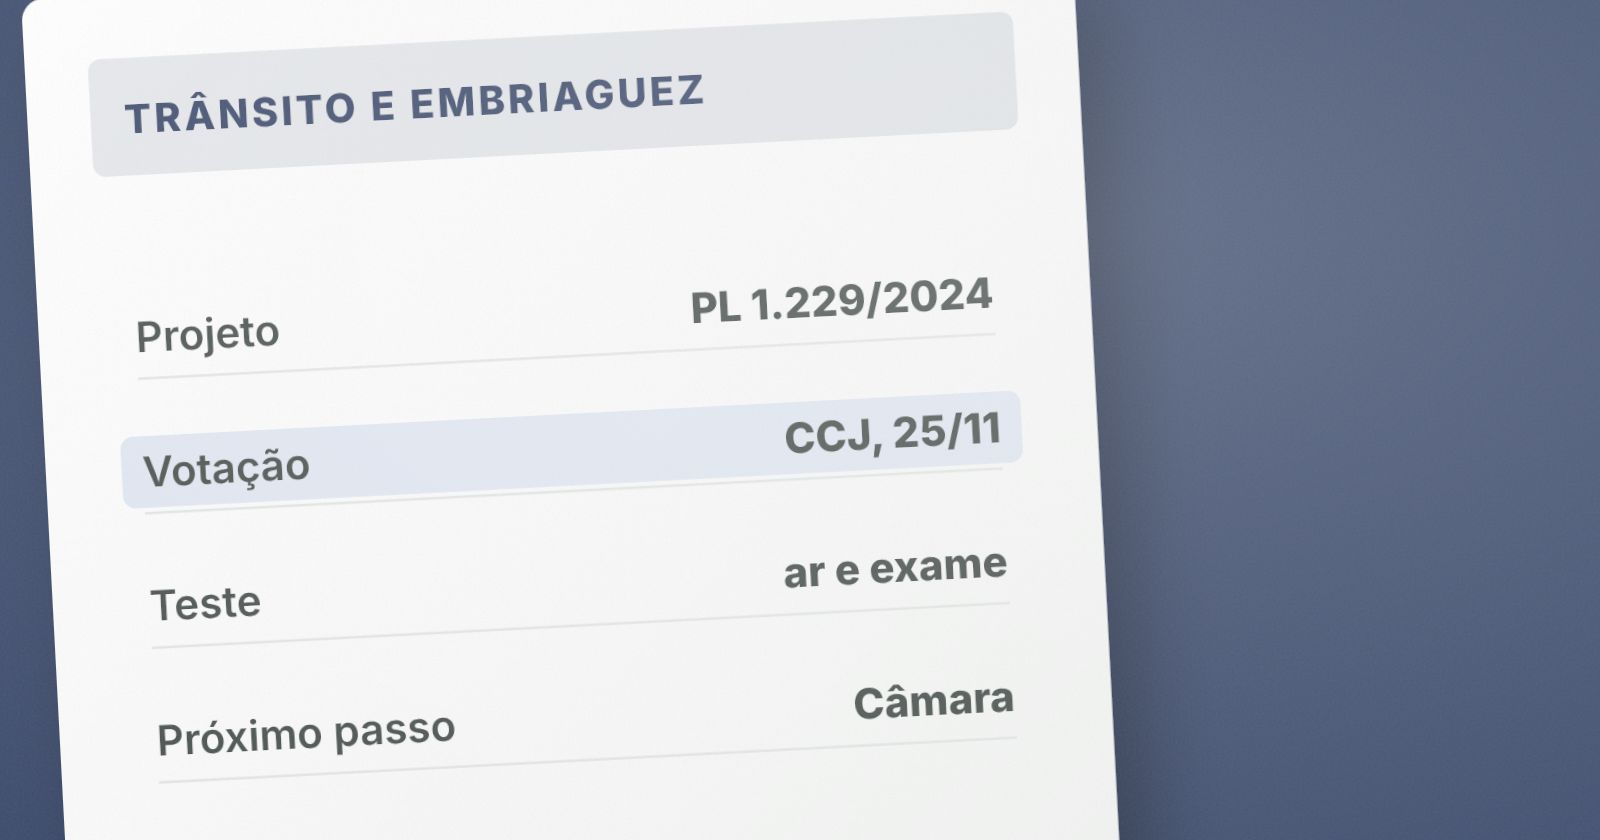 TRÂNSITO E EMBRIAGUEZ
Projeto PL 1.229/2024
Votação CCJ, 25/11
Teste ar e exame
Próximo passo Câmara